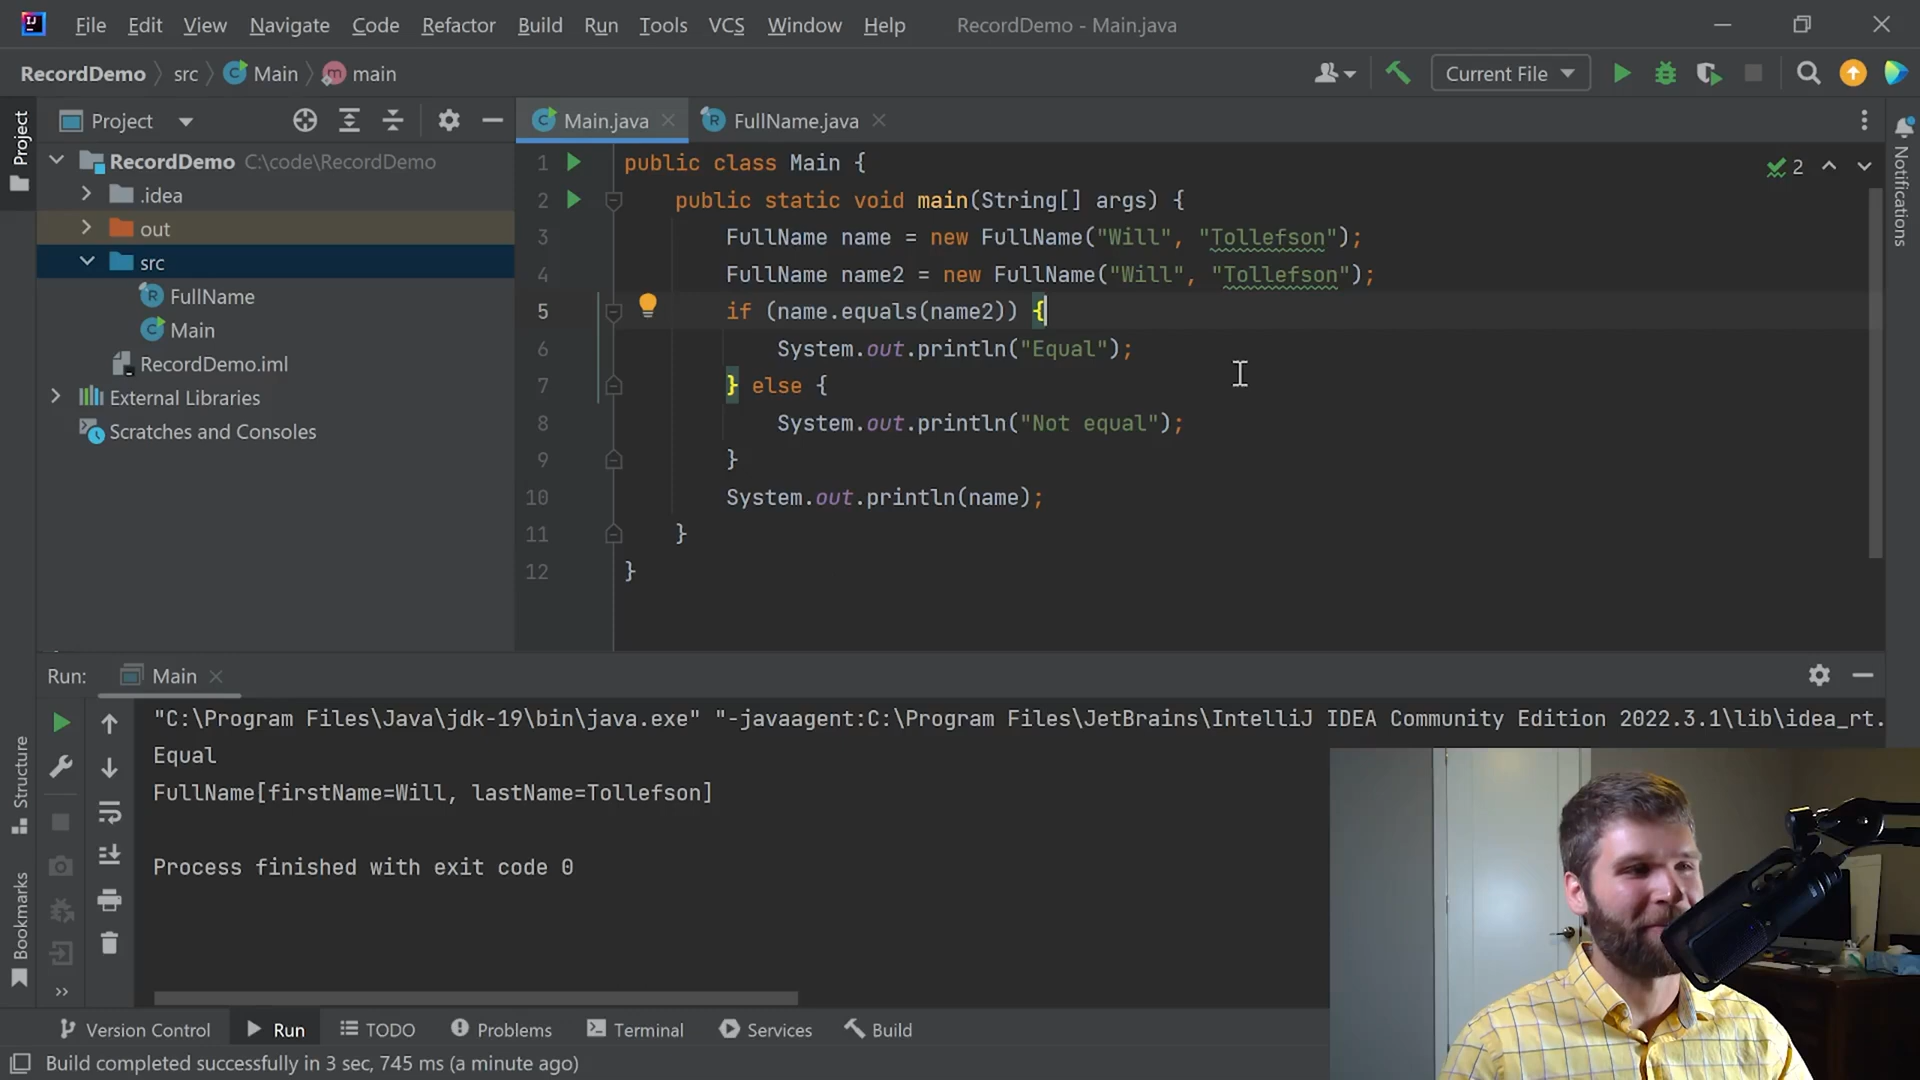 File Edit View Navigate Code Refactor Build Run Tools VCS Window Help RecordDemo - Main.java
RecordDemo src Main main Current File
Project
Project
Main.java
FullName.java
Notifications
RecordDemo C:\code\RecordDemo
.idea
out
src
FullName
Main
RecordDemo.iml
External Libraries
Scratches and Consoles
2
1 public class Main {
2 public static void main(String[] args) {
3 FullName name = new FullName("Will", "Tollefson");
4 FullName name2 = new FullName("Will", "Tollefson");
5 if (name.equals(name2)) {
6 System.out.println("Equal");
7 } else {
8 System.out.println("Not equal");
9 }
10 System.out.println(name);
11 }
12 }
Run: Main
"C:\Program Files\Java\jdk-19\bin\java.exe" "-javaagent:C:\Program Files\JetBrains\IntelliJ IDEA Community Edition 2022.3.1\lib\idea_rt.
Equal
FullName[firstName=Will, lastName=Tollefson]
Process finished with exit code 0
Structure
Bookmarks
Version Control Run TODO Problems Terminal Services Build
Build completed successfully in 3 sec, 745 ms (a minute ago)